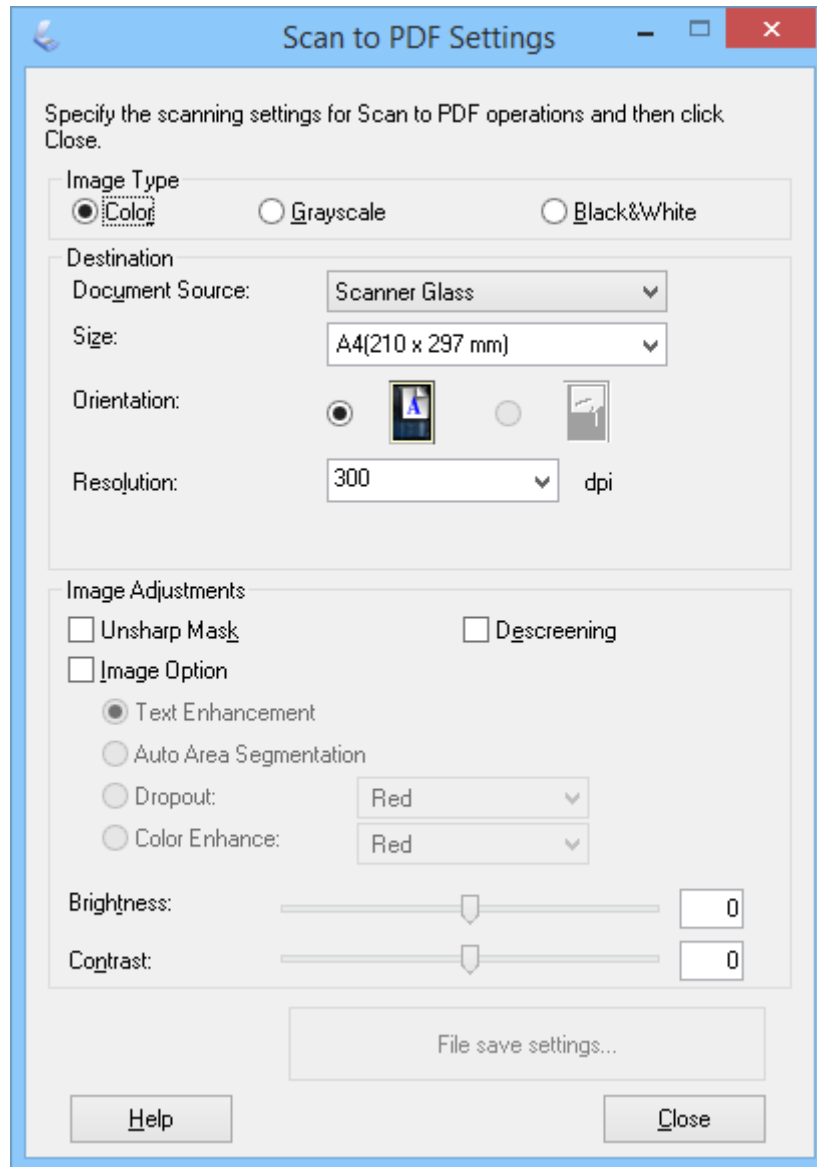 Scan to PDF Settings
Specify the scanning settings for Scan to PDF operations and then click
Close.
Image Type
Color Grayscale Black&White
Destination
Document Source: Scanner Glass
Size: A4(210 x 297 mm)
Orientation: A
Resolution: 300 dpi
Image Adjustments
Unsharp Mask Descreening
Image Option
Text Enhancement
Auto Area Segmentation
Dropout: Red
Color Enhance: Red
Brightness: 0
Contrast: 0
File save settings...
Help Close